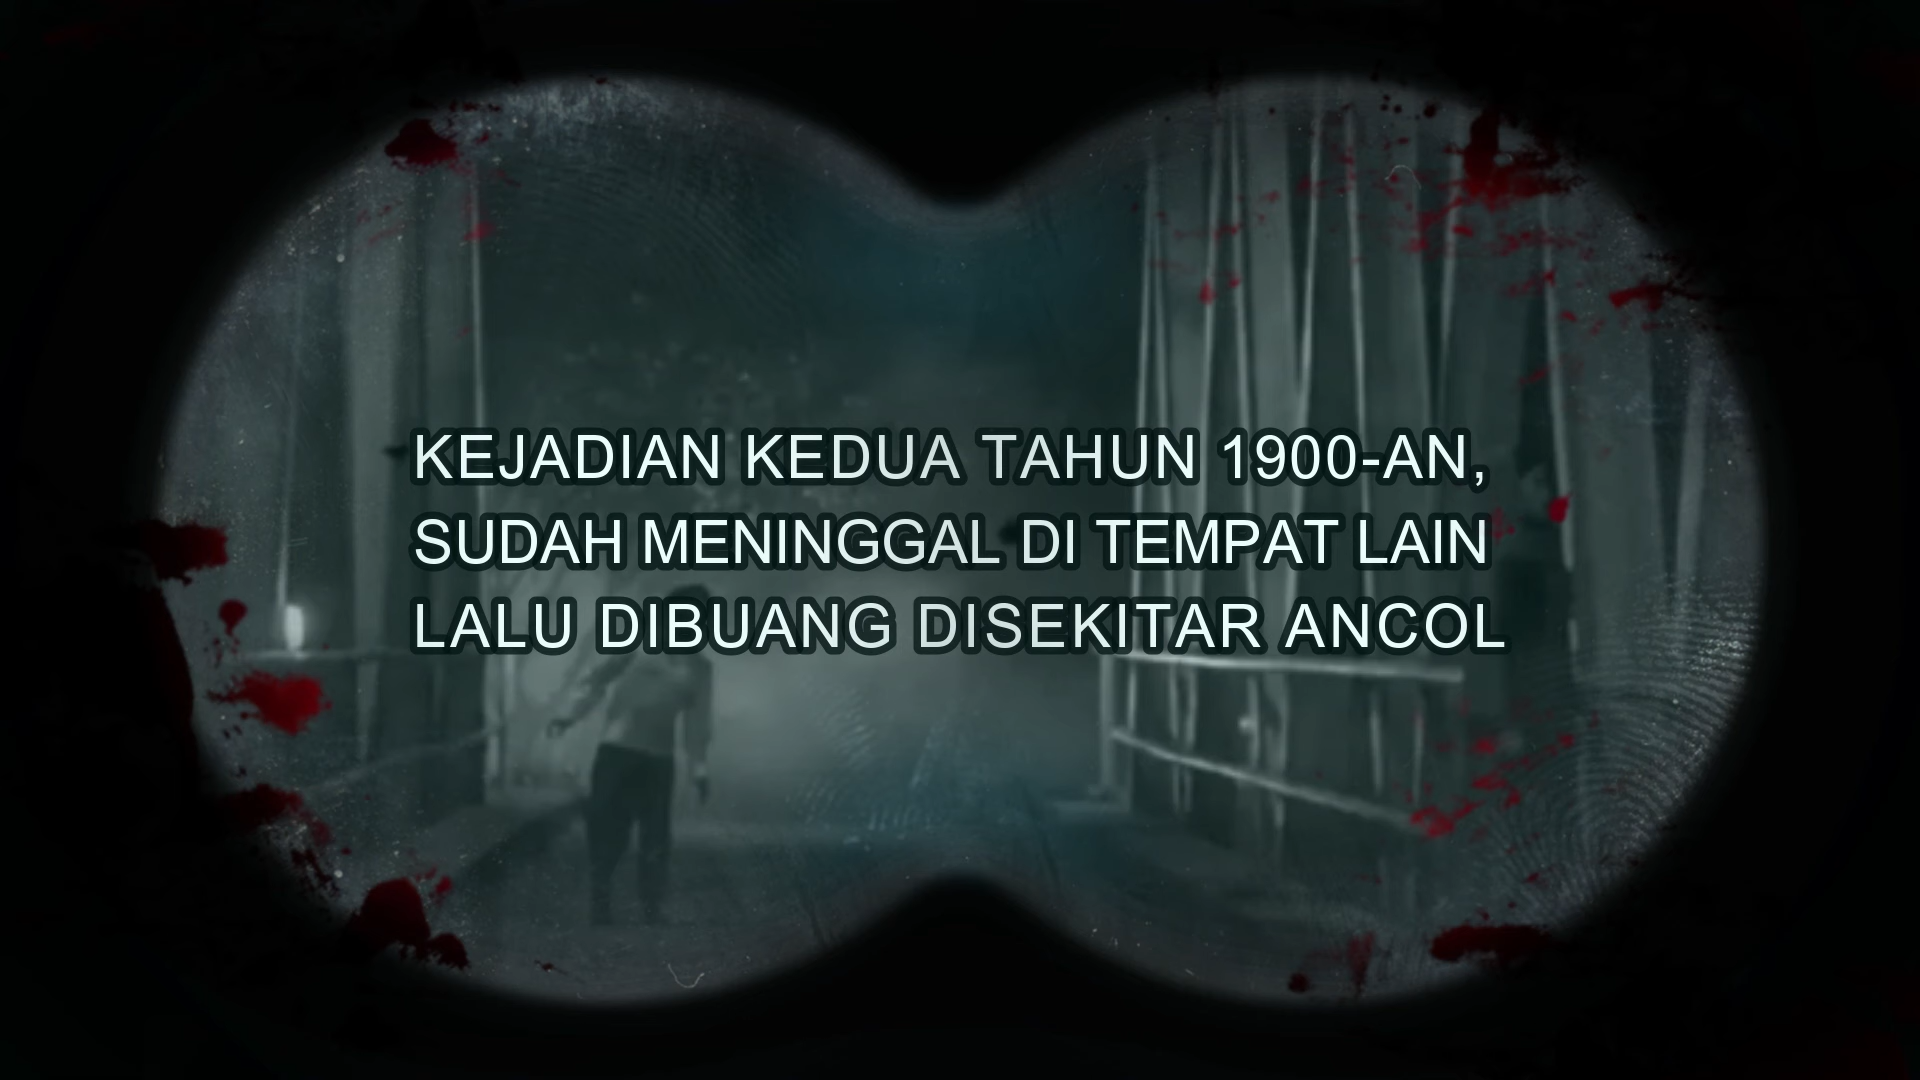 KEJADIAN KEDUA TAHUN 1900-AN,
SUDAH MENINGGAL DI TEMPAT LAIN
LALU DIBUANG DISEKITAR ANCOL